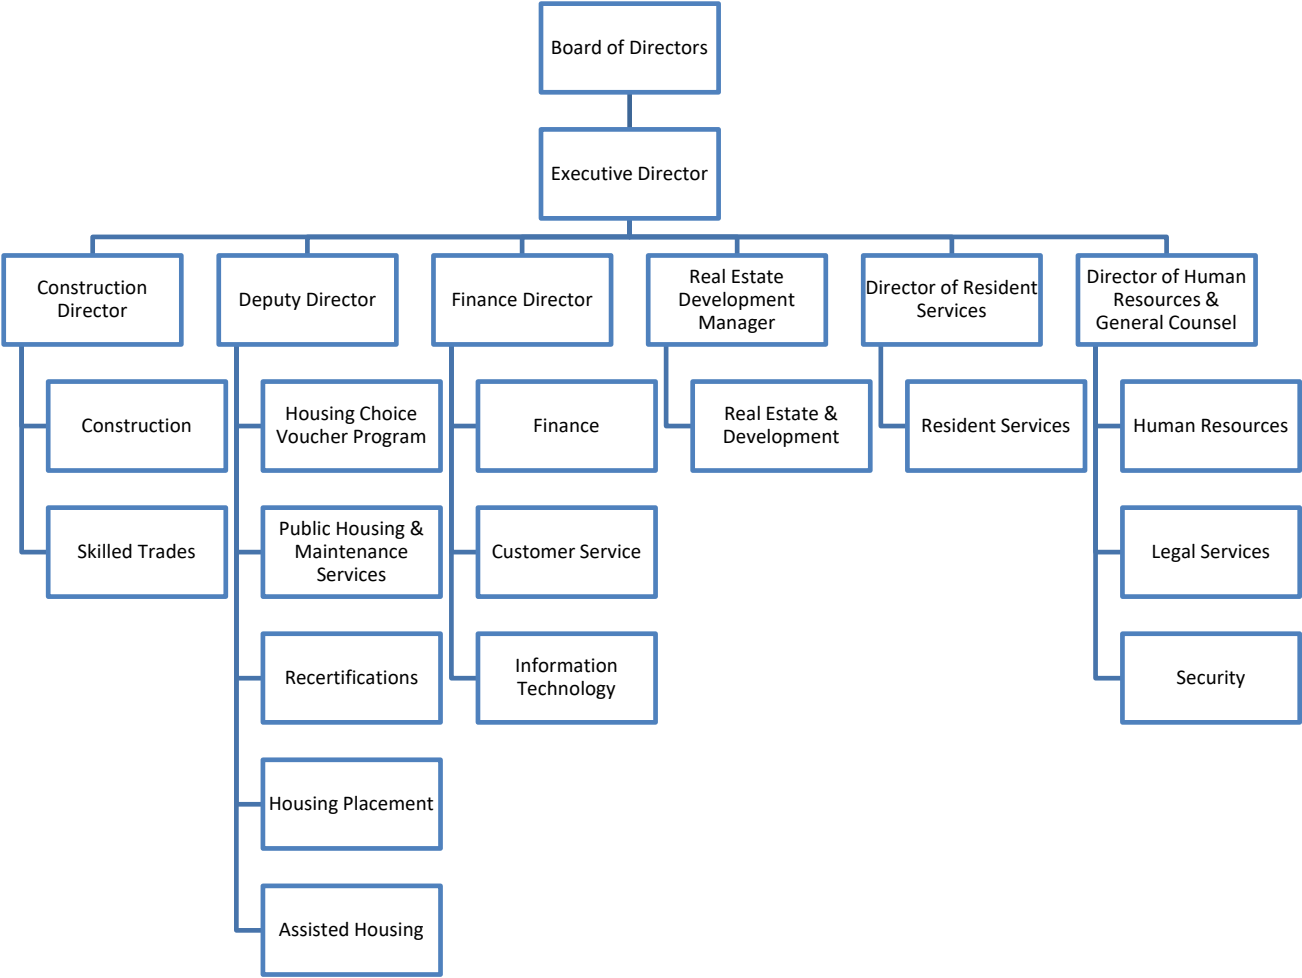 Board of Directors
Executive Director
Construction
Director
Deputy Director
Finance Director
Real Estate
Development
Manager
Director of Resident
Services
Director of Human
Resources &
General Counsel
Construction
Housing Choice
Voucher Program
Finance
Real Estate &
Development
Resident Services
Human Resources
Skilled Trades
Public Housing &
Maintenance
Services
Customer Service
Legal Services
Recertifications
Information
Technology
Security
Housing Placement
Assisted Housing